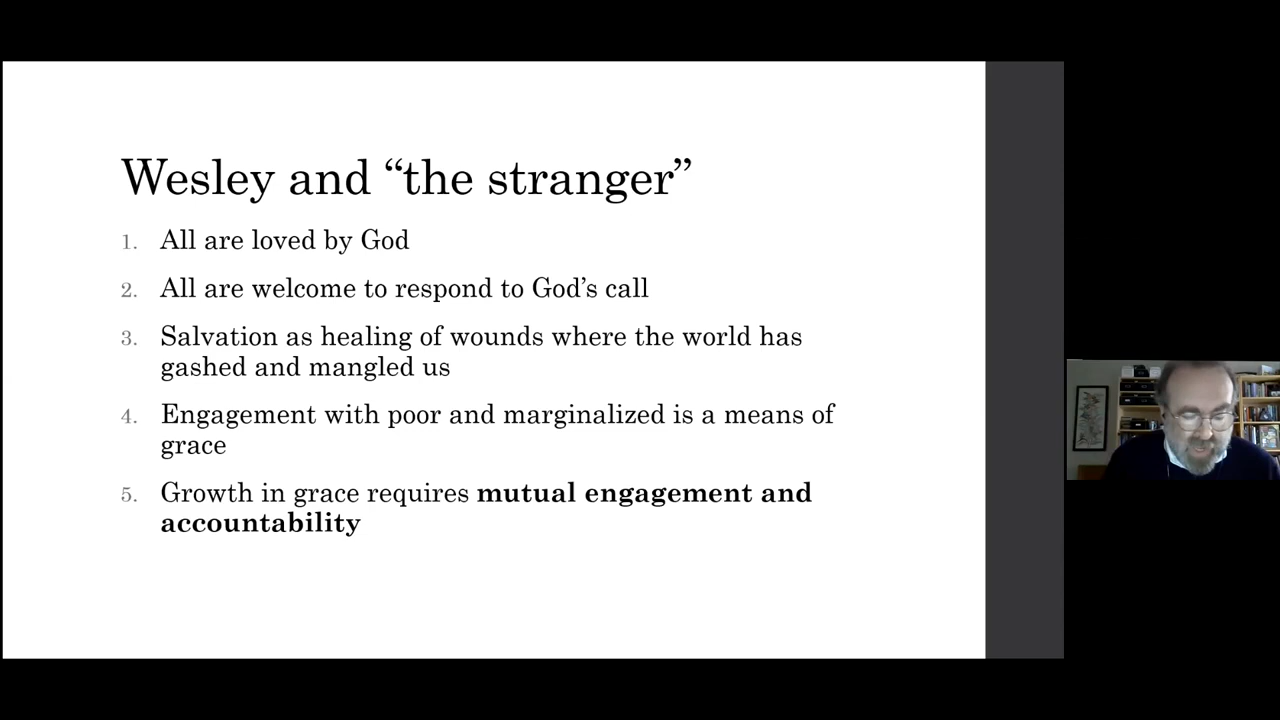 Wesley and “the stranger”
1. All are loved by God
2. All are welcome to respond to God’s call
3. Salvation as healing of wounds where the world has
gashed and mangled us
4. Engagement with poor and marginalized is a means of
grace
5. Growth in grace requires mutual engagement and
accountability